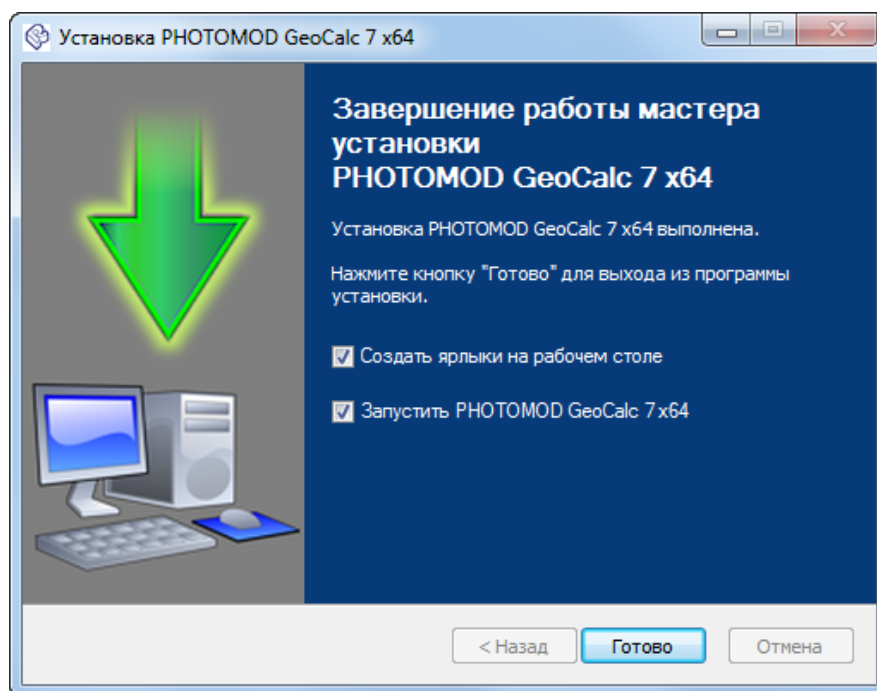 Установка PHOTOMOD GeoCalc 7 x64
Завершение работы мастера
установки
PHOTOMOD GeoCalc 7 x64
Установка PHOTOMOD GeoCalc 7 x64 выполнена.
Нажмите кнопку "Готово" для выхода из программы
установки.
Создать ярлыки на рабочем столе
Запустить PHOTOMOD GeoCalc 7 x64
< Назад
Готово
Отмена